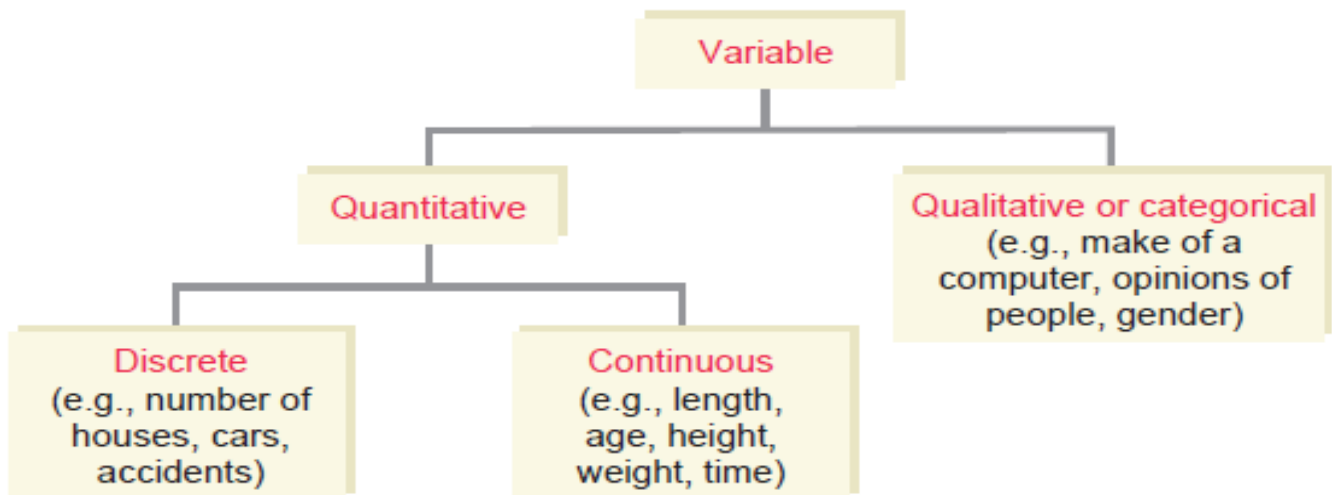 Variable
Quantitative
Qualitative or categorical
(e.g., make of a
computer, opinions of
people, gender)
Discrete
(e.g., number of
houses, cars,
accidents)
Continuous
(e.g., length,
age, height,
weight, time)